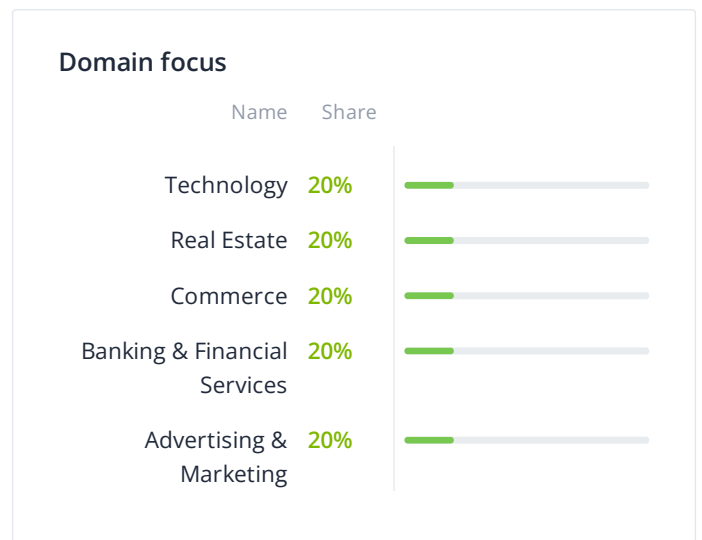 Domain focus
Name Share
Technology 20%
Real Estate 20%
Commerce 20%
Banking & Financial 20%
Services
Advertising & 20%
Marketing